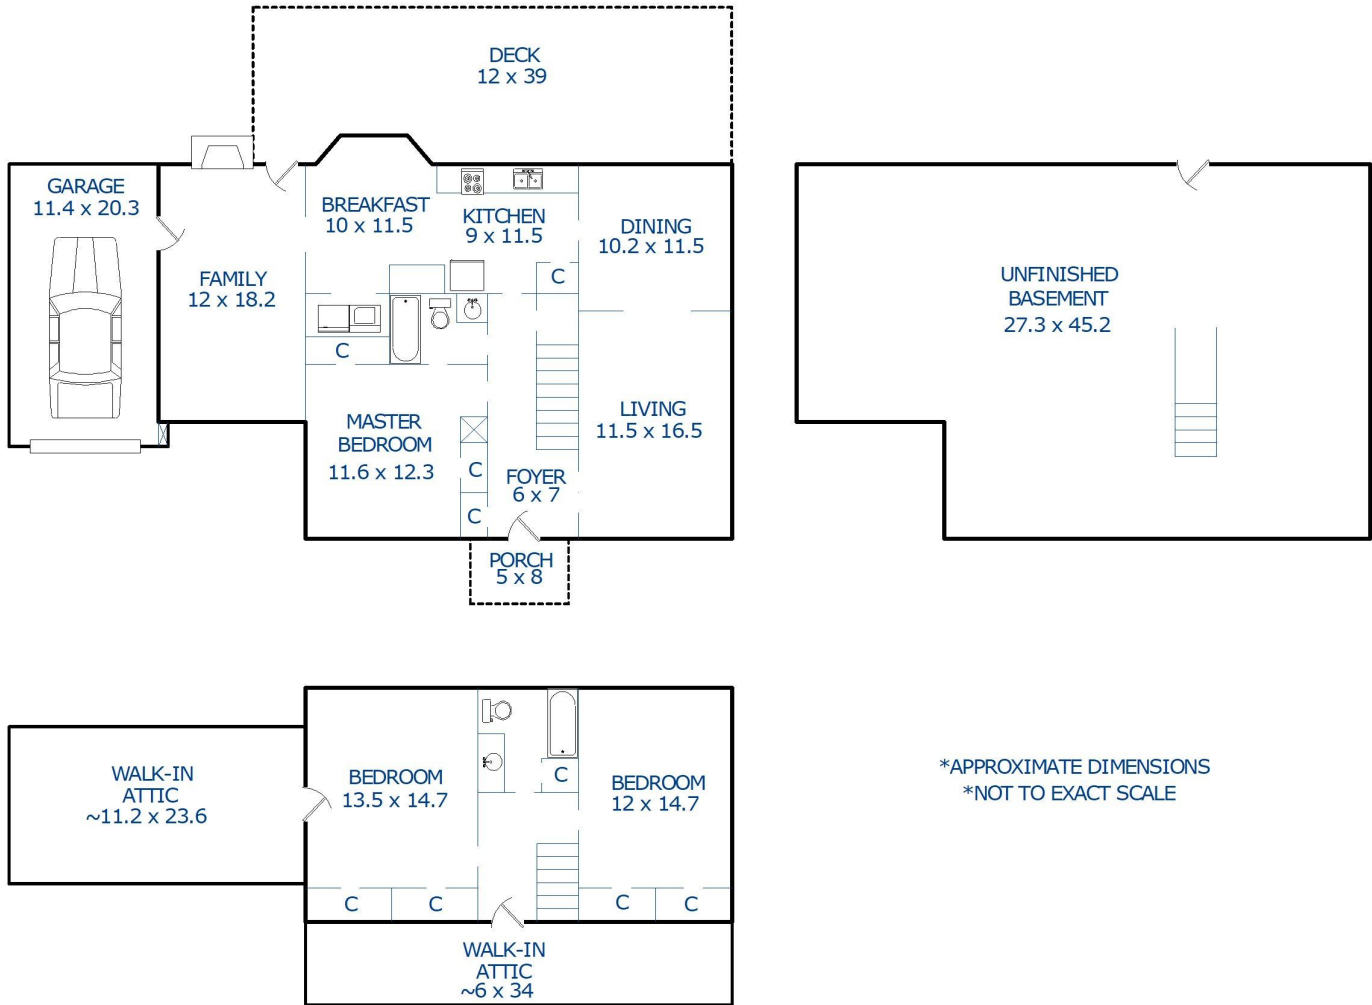 DECK
12 x 39
GARAGE
11.4 x 20.3
BREAKFAST
10 x 11.5
KITCHEN
9 x 11.5
DINING
10.2 x 11.5
FAMILY
12 x 18.2
C
C
MASTER
BEDROOM
11.6 x 12.3
LIVING
11.5 x 16.5
C
C
FOYER
6 x 7
PORCH
5 x 8
UNFINISHED
BASEMENT
27.3 x 45.2
WALK-IN
ATTIC
~11.2 x 23.6
BEDROOM
13.5 x 14.7
C
BEDROOM
12 x 14.7
C
C
C
C
WALK-IN
ATTIC
~6 x 34
*APPROXIMATE DIMENSIONS
*NOT TO EXACT SCALE